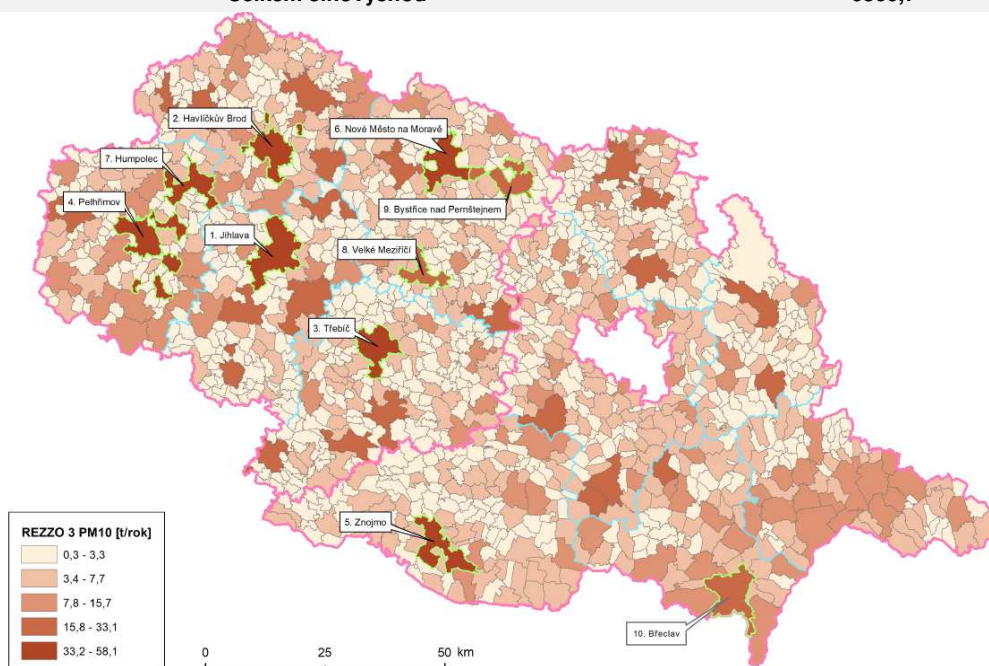 2. Havlíčkův Brod
6. Nové Město na Moravě
7. Humpolec
4. Pelhřimov
9. Bystřice nad Pernštejnem
1. Jihlava
8. Velké Meziříčí
3. Třebíč
5. Znojmo
10. Břeclav
REZZO 3 PM10 [t/rok]
0,3 - 3,3
3,4 - 7,7
7,8 - 15,7
15,8 - 33,1
33,2 - 58,1
0 25 50 km